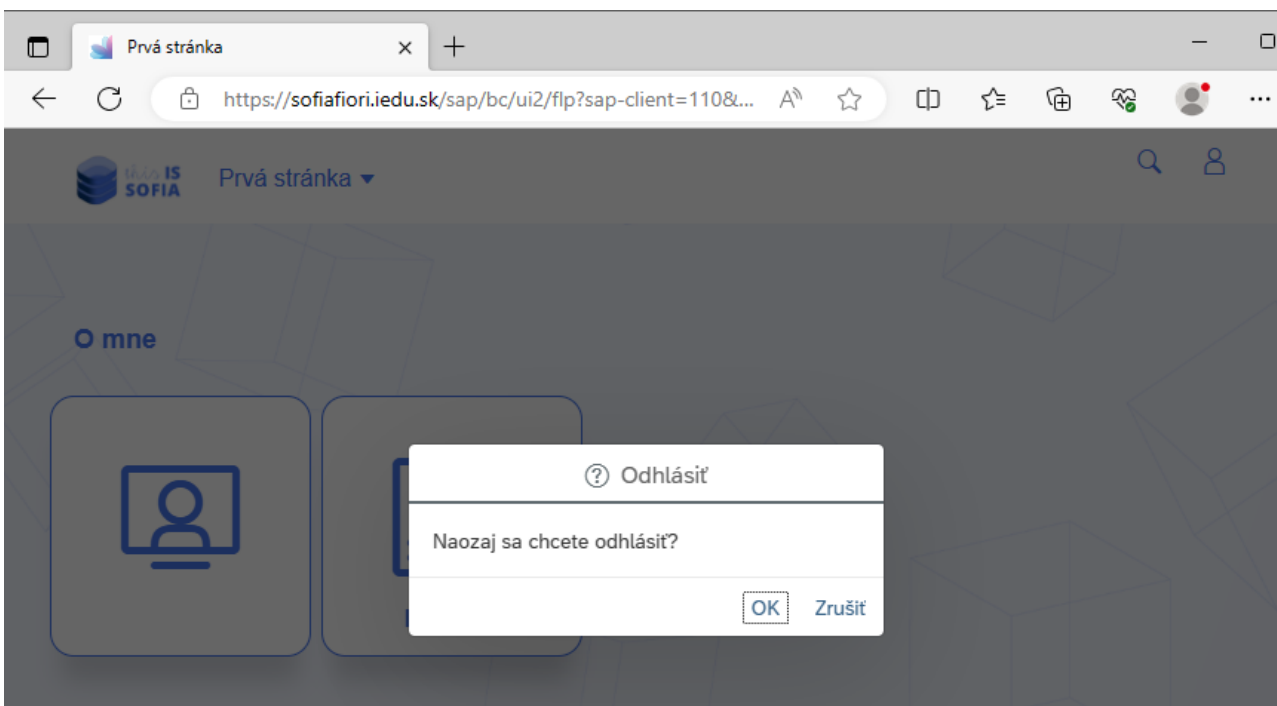 Prvá stránka
https://sofiafiori.iedu.sk/sap/bc/ui2/flp?sap-client=110&...
this IS
SOFIA
Prvá stránka
O mne
Odhlásiť
Naozaj sa chcete odhlásiť?
OK Zrušiť